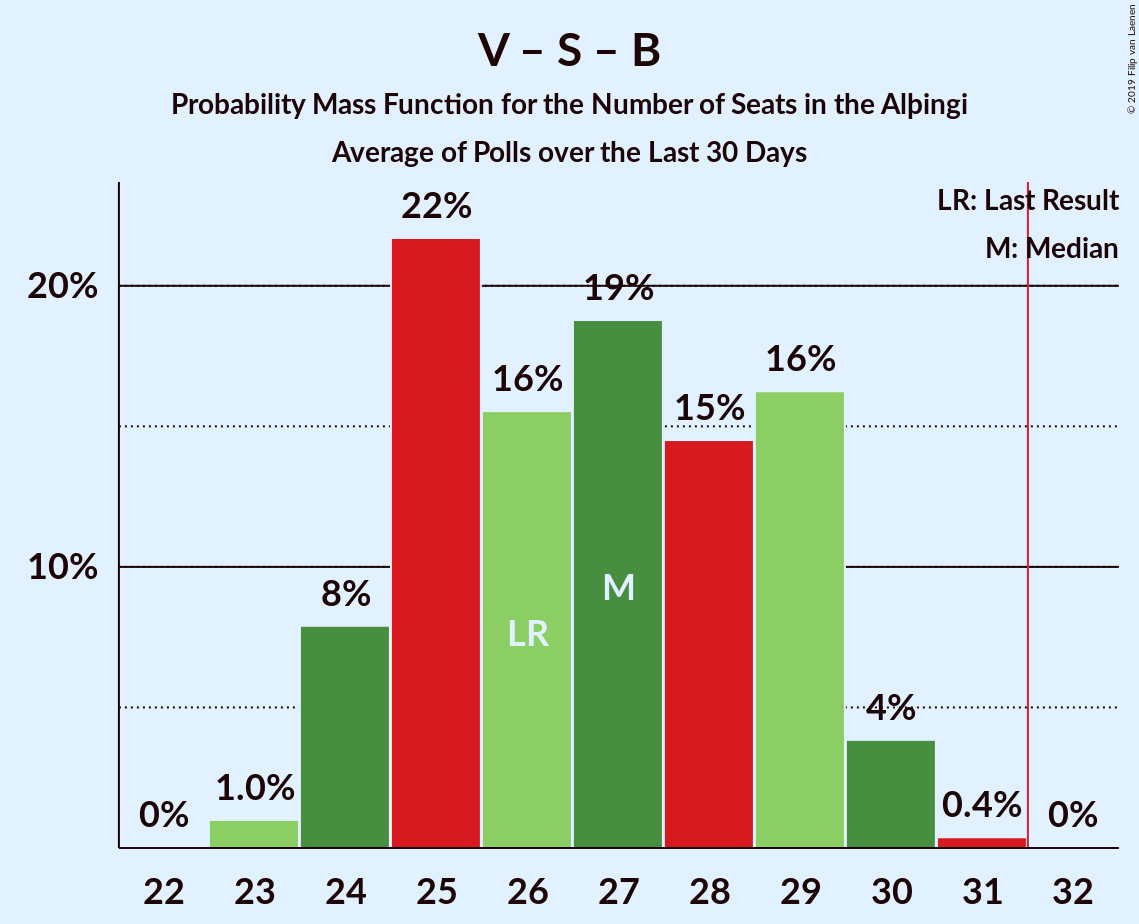 V – S – B
Probability Mass Function for the Number of Seats in the Alþingi
Average of Polls over the Last 30 Days
© 2019 Filip van Laenen
LR: Last Result
M: Median
20%
10%
0%
1.0%
8%
22%
16%
19%
15%
16%
4%
0.4%
0%
LR
M
22 23 24 25 26 27 28 29 30 31 32